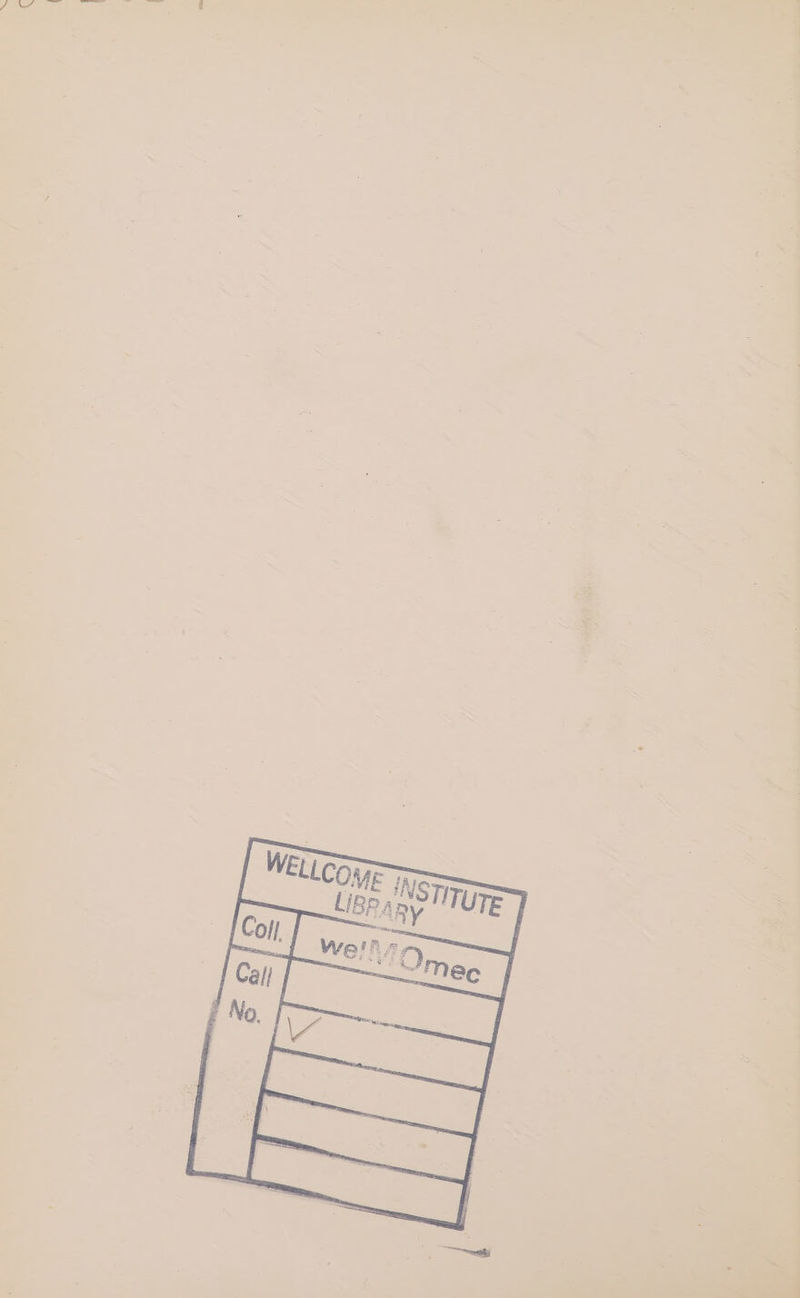 WELLCOME INSTITUTE
LIBRARY
Coll. welMOmec
Call
No. V